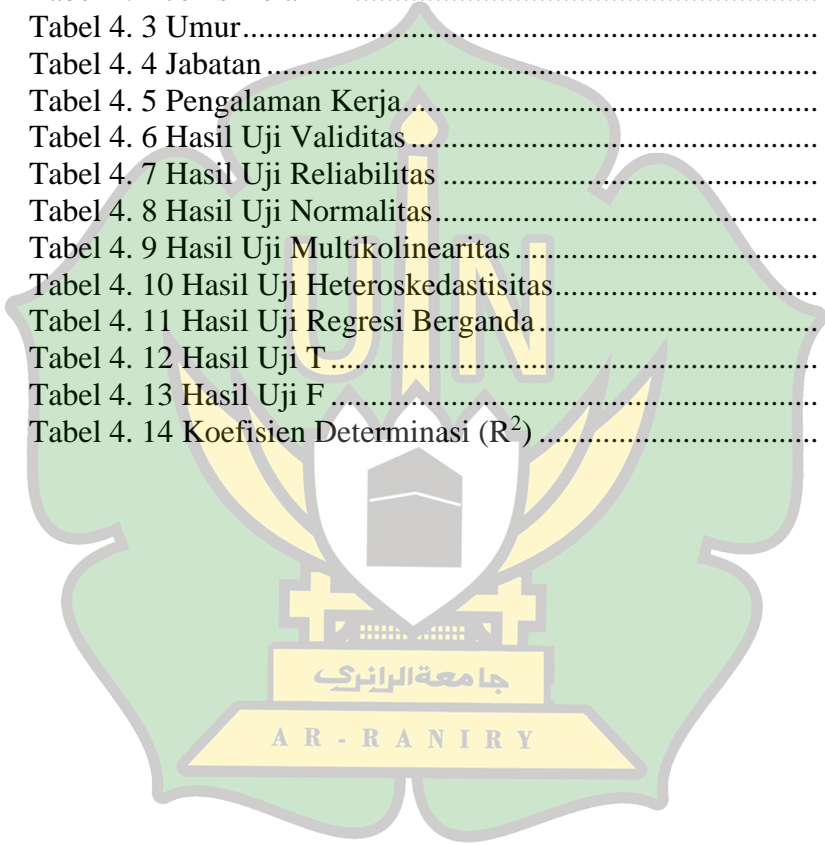 Tabel 4. 3 Umur
Tabel 4. 4 Jabatan
Tabel 4. 5 Pengalaman Kerja
Tabel 4. 6 Hasil Uji Validitas
Tabel 4. 7 Hasil Uji Reliabilitas
Tabel 4. 8 Hasil Uji Normalitas
Tabel 4. 9 Hasil Uji Multikolinearitas
Tabel 4. 10 Hasil Uji Heteroskedastisitas
Tabel 4. 11 Hasil Uji Regresi Berganda
Tabel 4. 12 Hasil Uji T
Tabel 4. 13 Hasil Uji F
Tabel 4. 14 Koefisien Determinasi (R²)
UIN
جامعةالرانري
AR-RANIRY